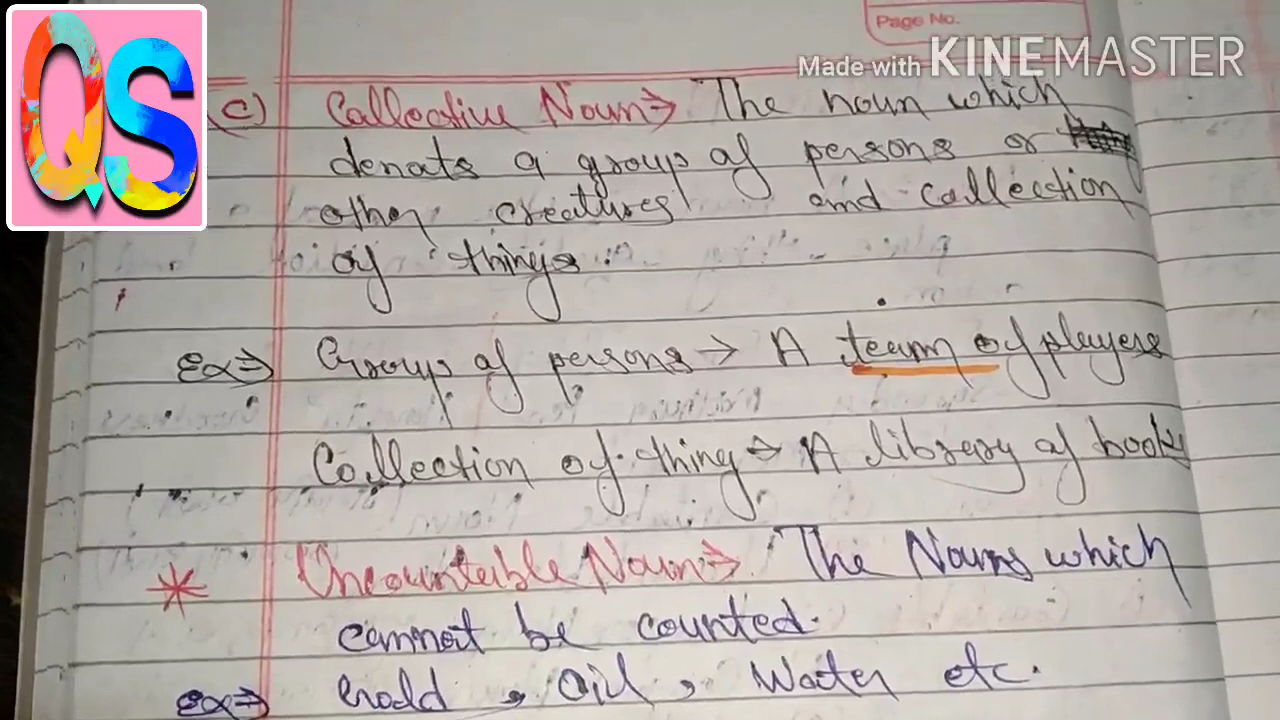 QS
Page No.
Made with KINEMASTER
(C) Collective Noun → The noun which
denats a group of persons or
other creatures and collection
of things.
Ex ⇒ Group of persons → A team of players
Collection of thing → A library of books
* Uncountable Noun → The Nouns which
cannot be counted.
Ex ⇒ Gold, Oil, Water etc.